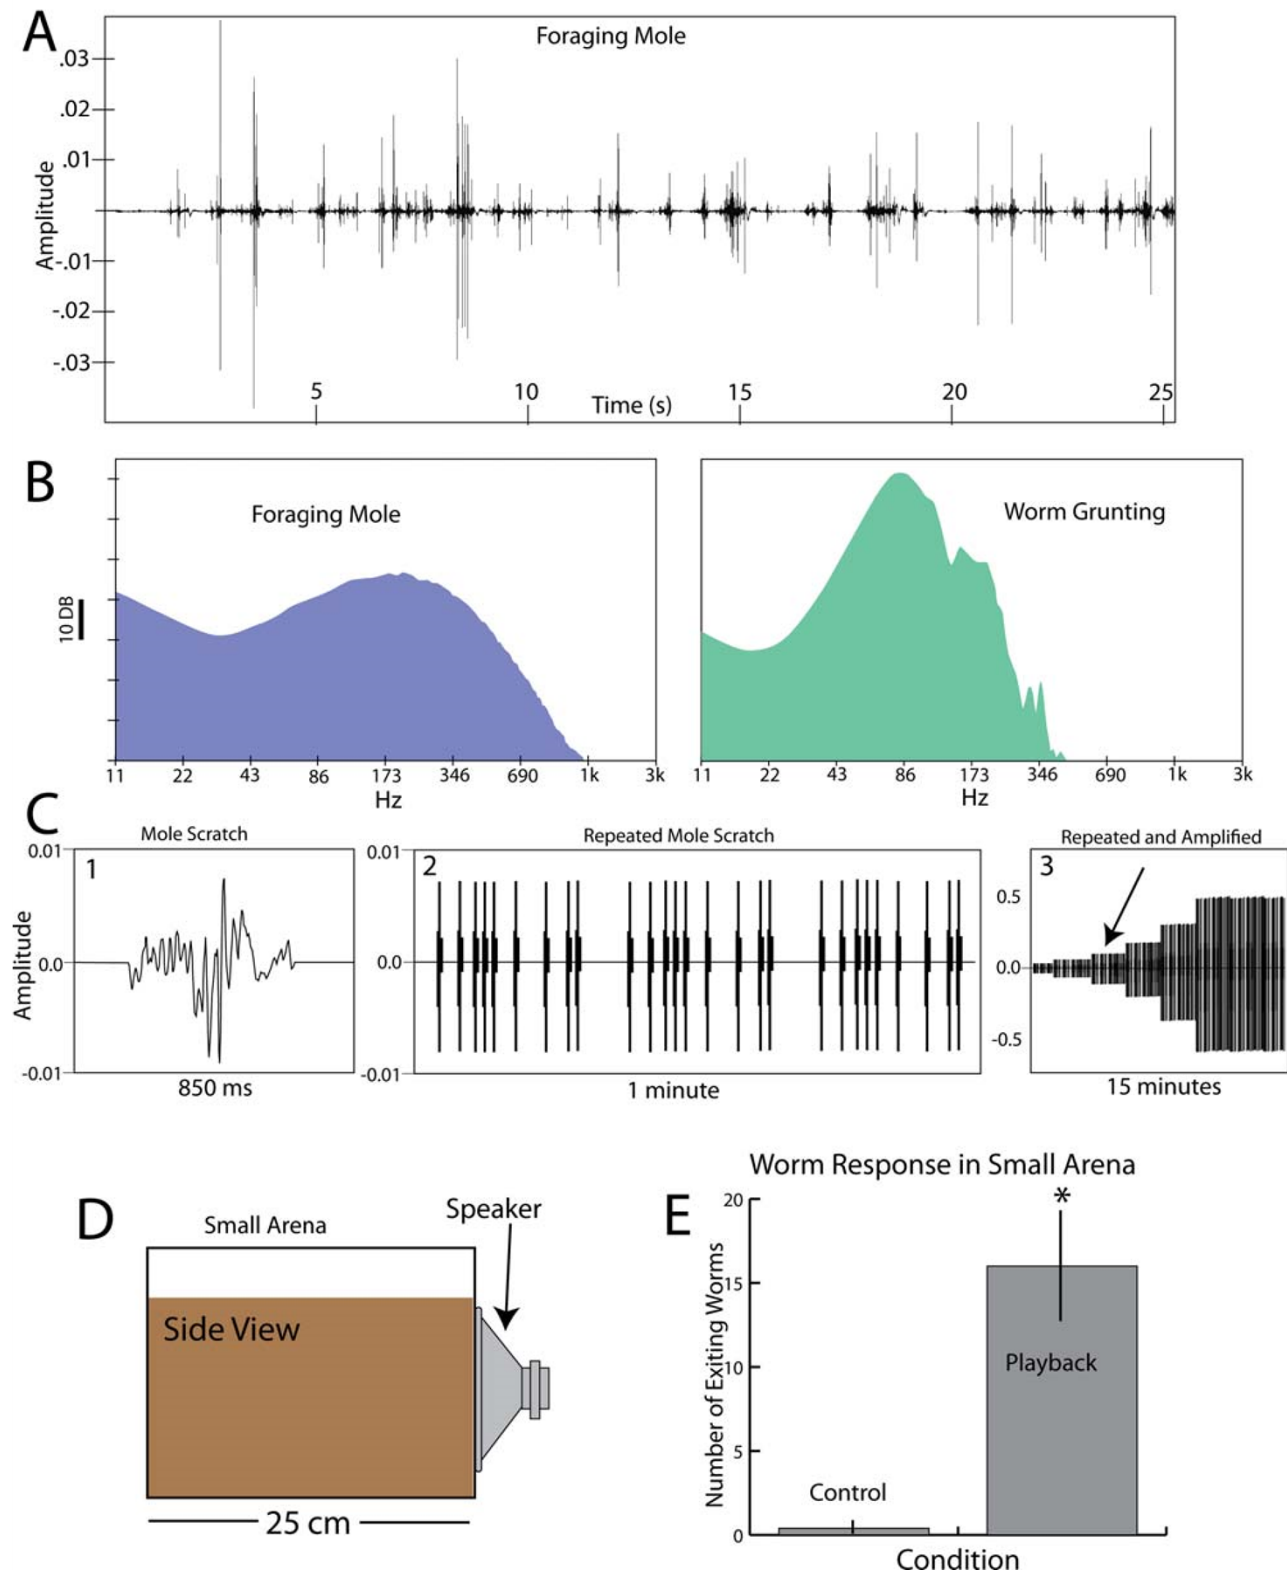 A
Foraging Mole
.03
.02
.01
Amplitude
-.01
-.02
-.03
5 10 15 20 25
Time (s)
B
Foraging Mole
Worm Grunting
10 DB
11 22 43 86 173 346 690 1k 3k
Hz
11 22 43 86 173 346 690 1k 3k
Hz
C
Mole Scratch
0.01
1
Amplitude
0.0
-0.01
850 ms
Repeated Mole Scratch
0.01
2
0.0
-0.01
1 minute
Repeated and Amplified
3
0.5
0.0
-0.5
15 minutes
D
Small Arena
Speaker
Side View
25 cm
E
Worm Response in Small Arena
Number of Exiting Worms
20
15
10
5
0
*
Playback
Control
Condition